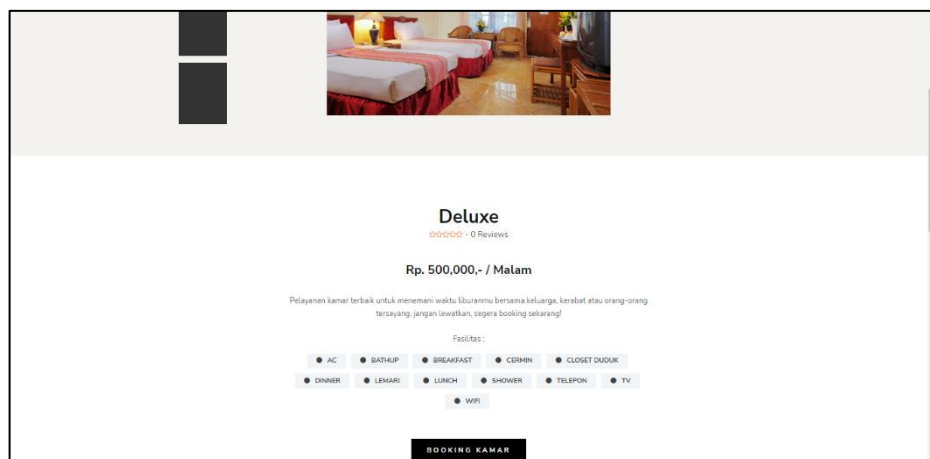 Deluxe
- 0 Reviews
Rp. 500,000,- / Malam
Pelayanan kamar terbaik untuk menemani waktu liburanmu bersama keluarga, kerabat atau orang-orang
tersayang. jangan lewatkan, segera booking sekarang!
Fasilitas :
AC BATHUP BREAKFAST CERMIN CLOSET DUDUK
DINNER LEMARI LUNCH SHOWER TELEPON TV
WIFI
BOOKING KAMAR